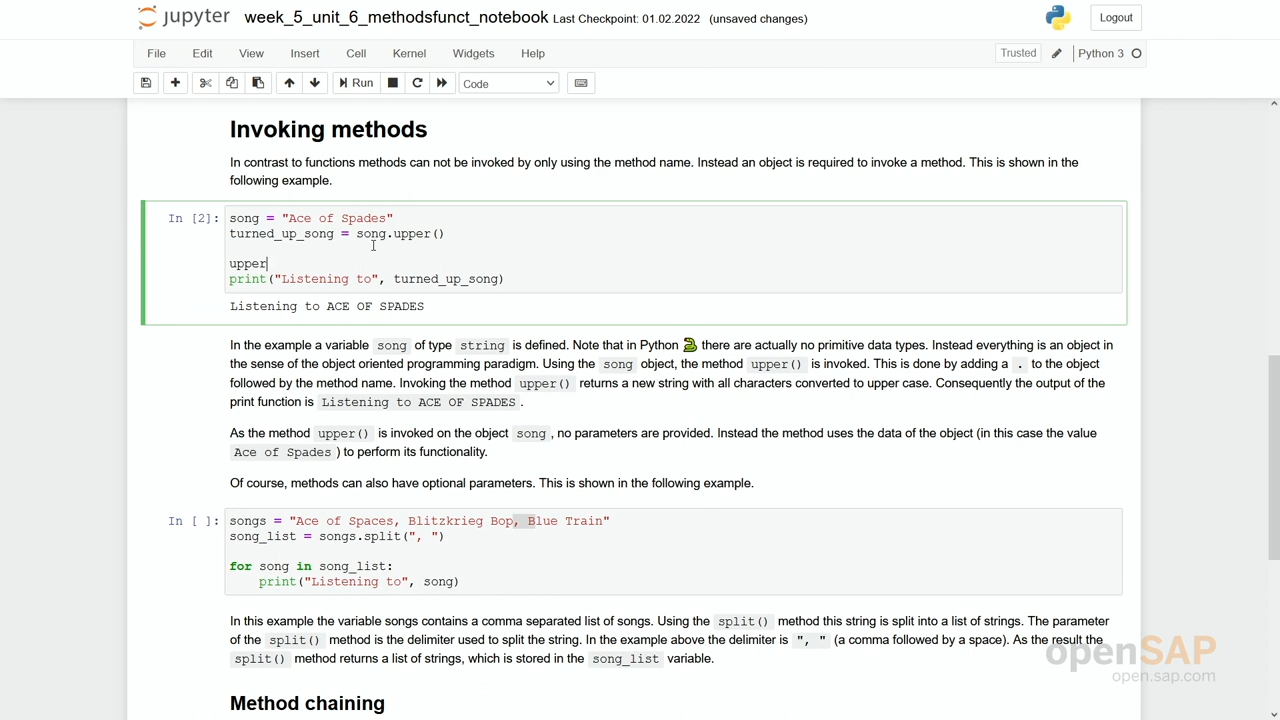 jupyter week_5_unit_6_methodsfunct_notebook Last Checkpoint: 01.02.2022 (unsaved changes) Logout
File Edit View Insert Cell Kernel Widgets Help Trusted Python 3
Run Code
Invoking methods
In contrast to functions methods can not be invoked by only using the method name. Instead an object is required to invoke a method. This is shown in the
following example.
In [2]: song = "Ace of Spades"
turned_up_song = song.upper()
upper
print("Listening to", turned_up_song)
Listening to ACE OF SPADES
In the example a variable song of type string is defined. Note that in Python 🐍 there are actually no primitive data types. Instead everything is an object in
the sense of the object oriented programming paradigm. Using the song object, the method upper() is invoked. This is done by adding a . to the object
followed by the method name. Invoking the method upper() returns a new string with all characters converted to upper case. Consequently the output of the
print function is Listening to ACE OF SPADES.
As the method upper() is invoked on the object song, no parameters are provided. Instead the method uses the data of the object (in this case the value
Ace of Spades) to perform its functionality.
Of course, methods can also have optional parameters. This is shown in the following example.
In [ ]: songs = "Ace of Spaces, Blitzkrieg Bop, Blue Train"
song_list = songs.split(", ")
for song in song_list:
print("Listening to", song)
In this example the variable songs contains a comma separated list of songs. Using the split() method this string is split into a list of strings. The parameter
of the split() method is the delimiter used to split the string. In the example above the delimiter is ", " (a comma followed by a space). As the result the
split() method returns a list of strings, which is stored in the song_list variable.
openSAP
open.sap.com
Method chaining